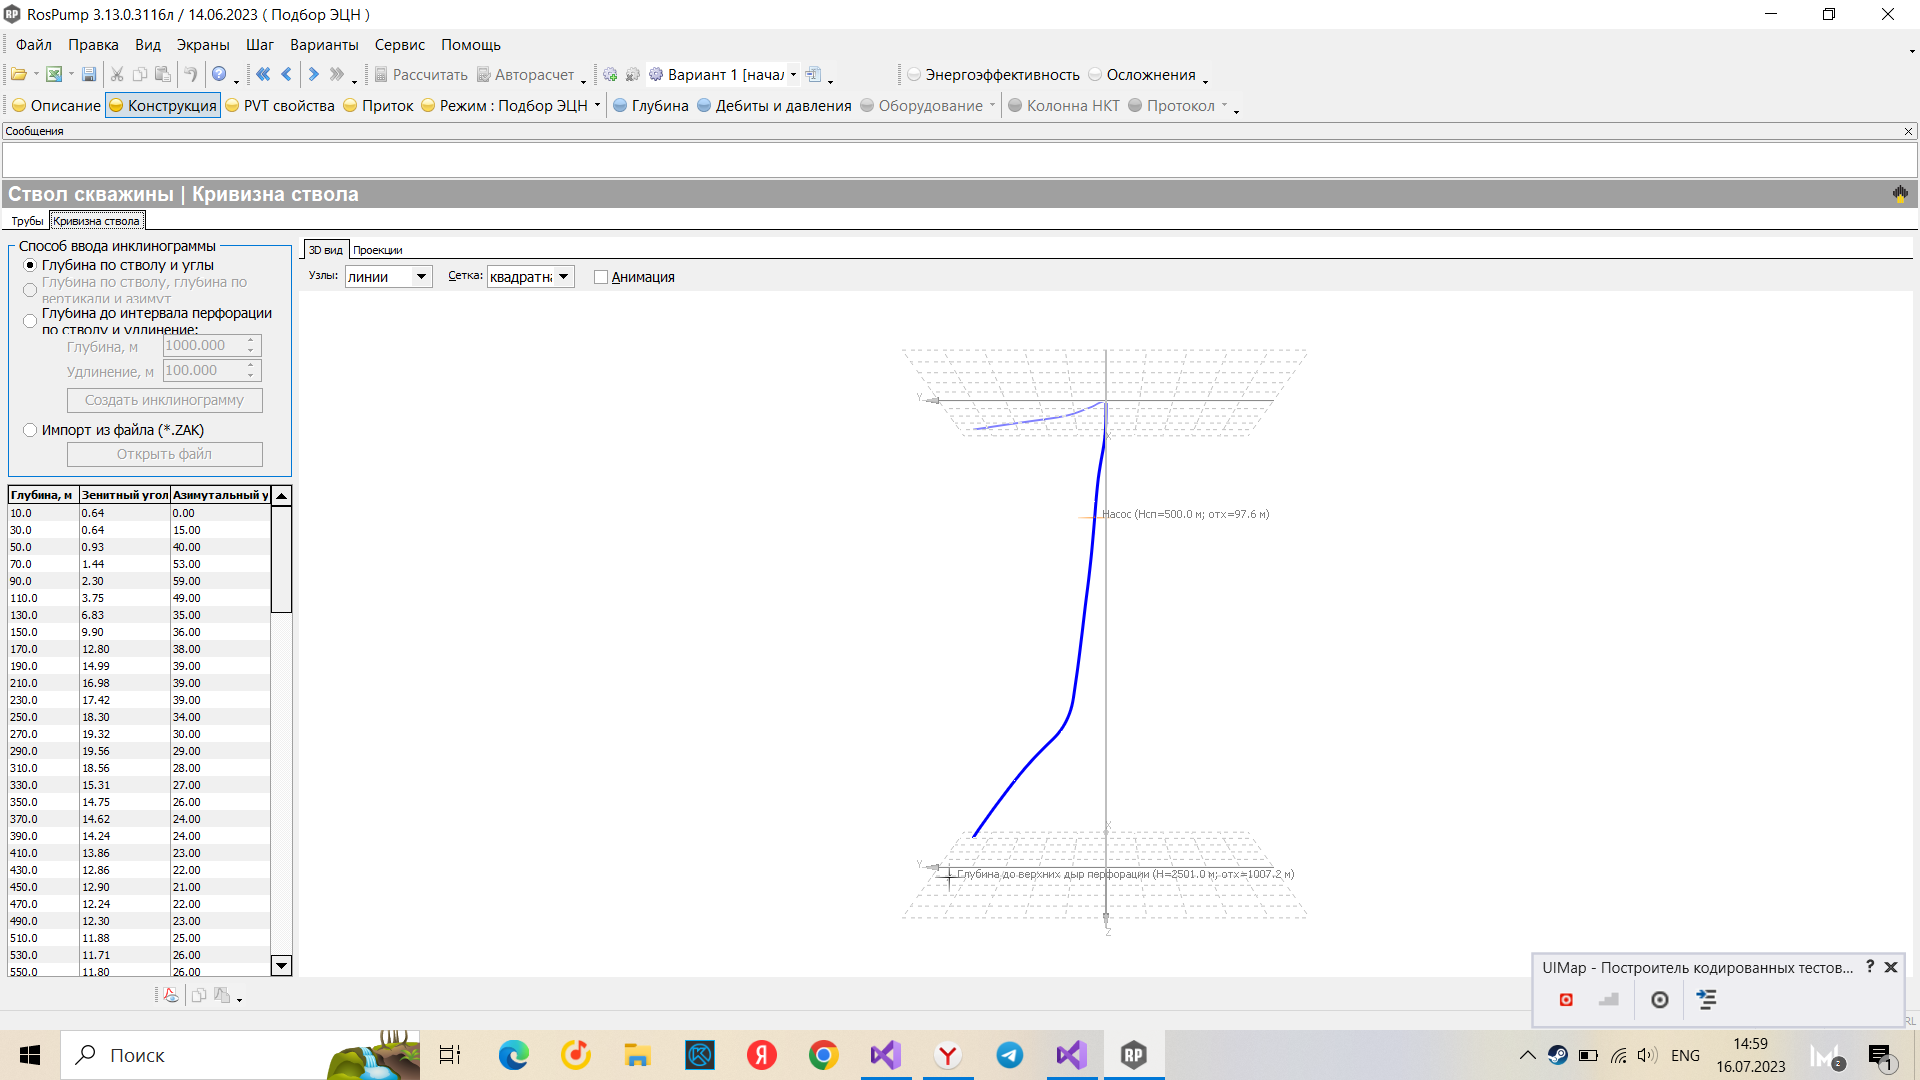 RosPump 3.13.0.3116л / 14.06.2023 ( Подбор ЭЦН )
Файл Правка Вид Экраны Шаг Варианты Сервис Помощь
Рассчитать Авторасчет Вариант 1 [начал Энергоэффективность Осложнения
Описание Конструкция PVT свойства Приток Режим : Подбор ЭЦН Глубина Дебиты и давления Оборудование Колонна НКТ Протокол
Сообщения
Ствол скважины | Кривизна ствола
Трубы Кривизна ствола
Способ ввода инклинограммы
Глубина по стволу и углы
Глубина по стволу, глубина по
вертикали и азимут
Глубина до интервала перфорации
по стволу и удлинение:
Глубина, м 1000.000
Удлинение, м 100.000
Создать инклинограмму
Импорт из файла (*.ZAK)
Открыть файл
Глубина, м Зенитный угол Азимутальный у
10.0 0.64 0.00
30.0 0.64 15.00
50.0 0.93 40.00
70.0 1.44 53.00
90.0 2.30 59.00
110.0 3.75 49.00
130.0 6.83 35.00
150.0 9.90 36.00
170.0 12.80 38.00
190.0 14.99 39.00
210.0 16.98 39.00
230.0 17.42 39.00
250.0 18.30 34.00
270.0 19.32 30.00
290.0 19.56 29.00
310.0 18.56 28.00
330.0 15.31 27.00
350.0 14.75 26.00
370.0 14.62 24.00
390.0 14.24 24.00
410.0 13.86 23.00
430.0 12.86 22.00
450.0 12.90 21.00
470.0 12.24 22.00
490.0 12.30 23.00
510.0 11.88 25.00
530.0 11.71 26.00
550.0 11.80 26.00
3D вид Проекции
Узлы: линии Сетка: квадратна Анимация
Y
X
Насос (Нсп=500.0 м; отх=97.6 м)
X
Y
Глубина до верхних дыр перфорации (Н=2501.0 м; отх=1007.2 м)
Z
UIMap - Построитель кодированных тестов... ?
RL
Поиск
ENG
14:59
16.07.2023
2
1